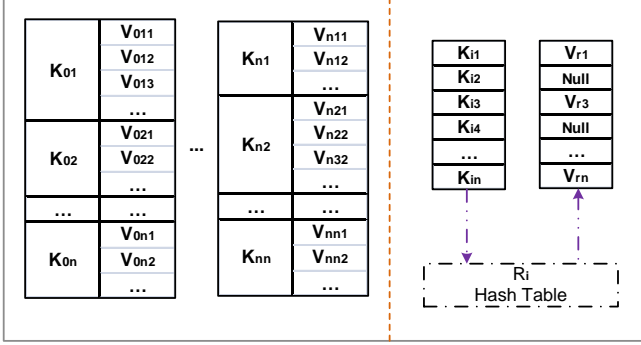 K01
V011
V012
V013
...
K02
V021
V022
...
...
...
K0n
V0n1
V0n2
...
...
Kn1
Vn11
Vn12
...
Kn2
Vn21
Vn22
Vn32
...
...
...
Knn
Vnn1
Vnn2
...
Ki1
Ki2
Ki3
Ki4
...
Kin
Vr1
Null
Vr3
Null
...
Vrn
Ri
Hash Table